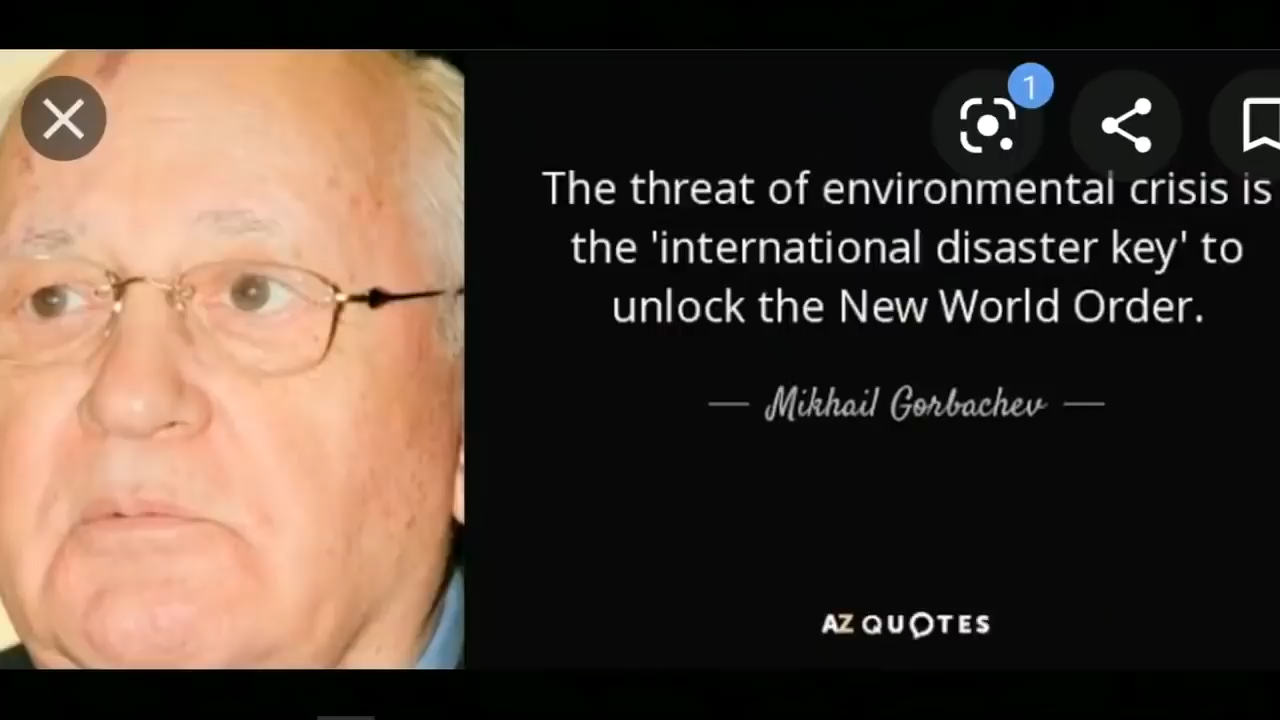 1
The threat of environmental crisis is
the 'international disaster key' to
unlock the New World Order.
— Mikhail Gorbachev —
AZ QUOTES